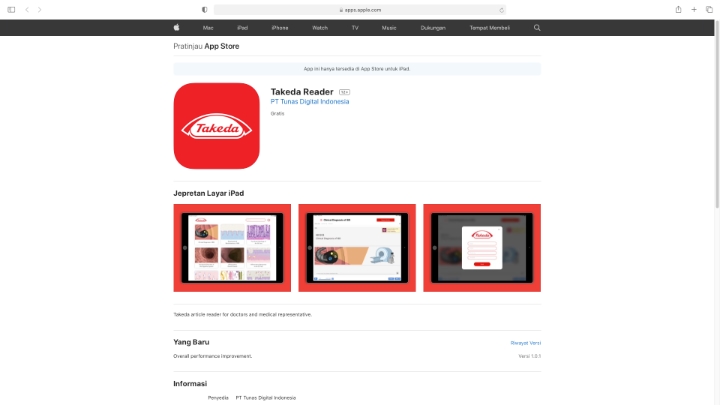 apps.apple.com
Mac iPad iPhone Watch TV Music Dukungan Tempat Membeli
Pratinjau App Store
App ini hanya tersedia di App Store untuk iPad.
Takeda
Takeda Reader
PT Tunas Digital Indonesia
Gratis
Jepretan Layar iPad
Takeda article reader for doctors and medical representative.
Yang Baru
Riwayat Versi
Overall performance improvement.
Versi 1.0.1
Informasi
Penyedia PT Tunas Digital Indonesia